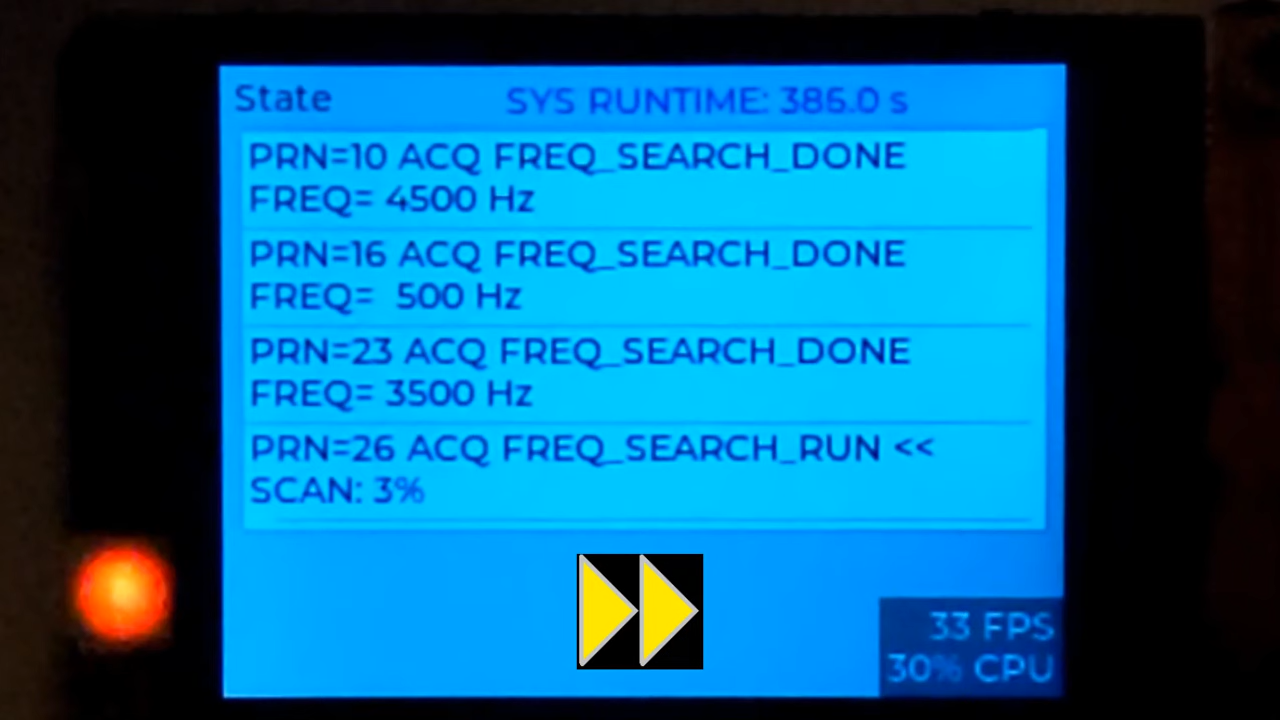 State
SYS RUNTIME: 386.0 s
PRN=10 ACQ FREQ_SEARCH_DONE
FREQ= 4500 Hz
PRN=16 ACQ FREQ_SEARCH_DONE
FREQ=  500 Hz
PRN=23 ACQ FREQ_SEARCH_DONE
FREQ= 3500 Hz
PRN=26 ACQ FREQ_SEARCH_RUN <<
SCAN: 3%
33 FPS
30% CPU